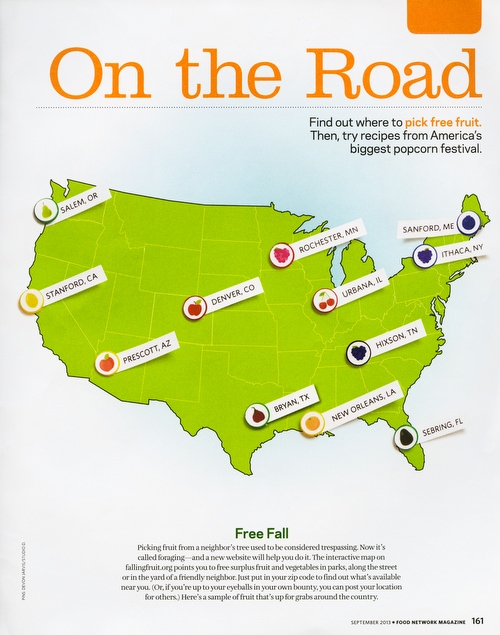 On the Road
Find out where to pick free fruit.
Then, try recipes from America's
biggest popcorn festival.
SALEM, OR
SANFORD, ME
ROCHESTER, MN
ITHACA, NY
STANFORD, CA
DENVER, CO
URBANA, IL
HIXSON, TN
PRESCOTT, AZ
BRYAN, TX
NEW ORLEANS, LA
SEBRING, FL
Free Fall
Picking fruit from a neighbor's tree used to be considered trespassing. Now it's
called foraging—and a new website will help you do it. The interactive map on
fallingfruit.org points you to free surplus fruit and vegetables in parks, along the street
or in the yard of a friendly neighbor. Just put in your zip code to find out what's available
near you. (Or, if you're up to your eyeballs in your own bounty, you can post your location
for others.) Here's a sample of fruit that's up for grabs around the country.
PINS: DEVON JARVIS/STUDIO D.
SEPTEMBER 2013 • FOOD NETWORK MAGAZINE 161